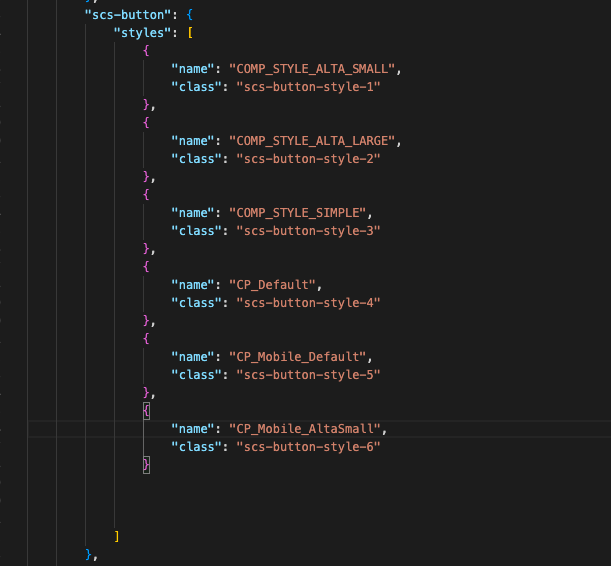 "scs-button": {
"styles": [
{
"name": "COMP_STYLE_ALTA_SMALL",
"class": "scs-button-style-1"
},
{
"name": "COMP_STYLE_ALTA_LARGE",
"class": "scs-button-style-2"
},
{
"name": "COMP_STYLE_SIMPLE",
"class": "scs-button-style-3"
},
{
"name": "CP_Default",
"class": "scs-button-style-4"
},
{
"name": "CP_Mobile_Default",
"class": "scs-button-style-5"
},
{
"name": "CP_Mobile_AltaSmall",
"class": "scs-button-style-6"
}
]
},